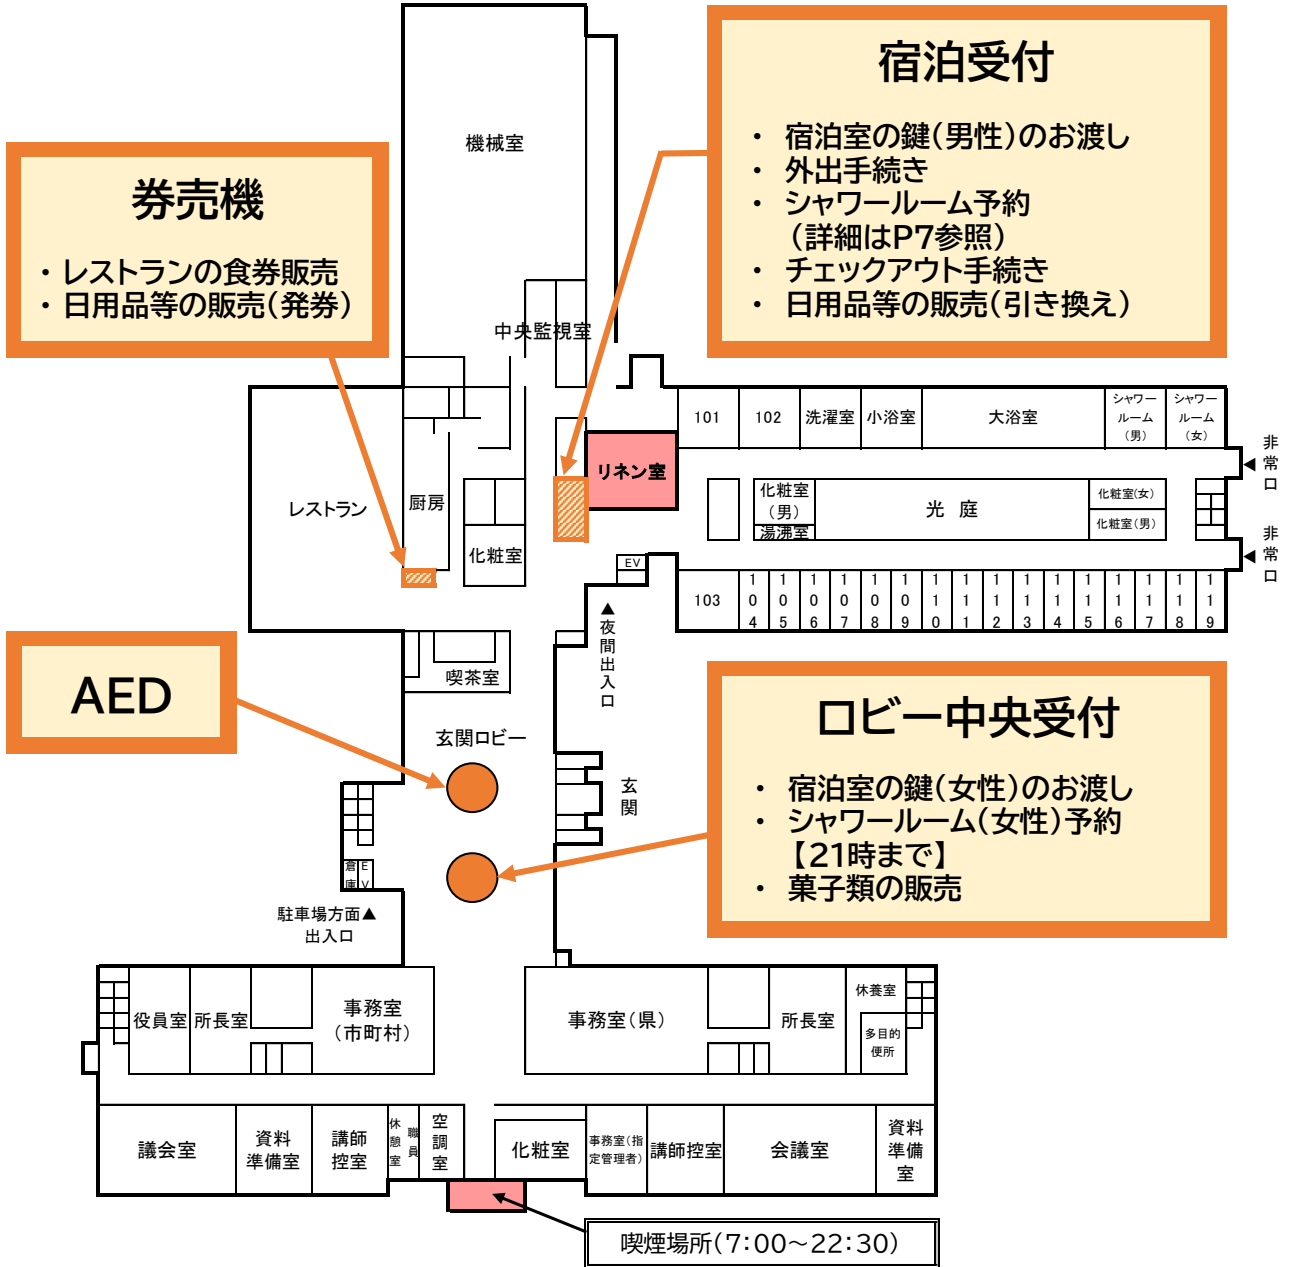 宿泊受付
・ 宿泊室の鍵（男性）のお渡し
・ 外出手続き
・ シャワールーム予約
（詳細はP7参照）
・ チェックアウト手続き
・ 日用品等の販売（引き換え）
券売機
・レストランの食券販売
・日用品等の販売（発券）
機械室
中央監視室
101
102
洗濯室
小浴室
大浴室
シャワー
ルーム
（男）
シャワー
ルーム
（女）
非常口
◀
リネン室
レストラン
厨房
化粧室
化粧室
（男）
湯沸室
光 庭
化粧室（女）
化粧室（男）
非常口
◀
EV
103
104
105
106
107
108
109
110
111
112
113
114
115
116
117
118
119
▲夜間出入口
喫茶室
AED
玄関ロビー
玄関
ロビー中央受付
・ 宿泊室の鍵（女性）のお渡し
・ シャワールーム（女性）予約
【21時まで】
・ 菓子類の販売
倉庫
EV
駐車場方面▲
出入口
役員室
所長室
事務室
（市町村）
事務室（県）
所長室
休養室
多目的
便所
議会室
資料
準備室
講師
控室
職員
休憩室
空調室
化粧室
事務室（指
定管理者）
講師控室
会議室
資料
準備
室
喫煙場所（7：00～22：30）